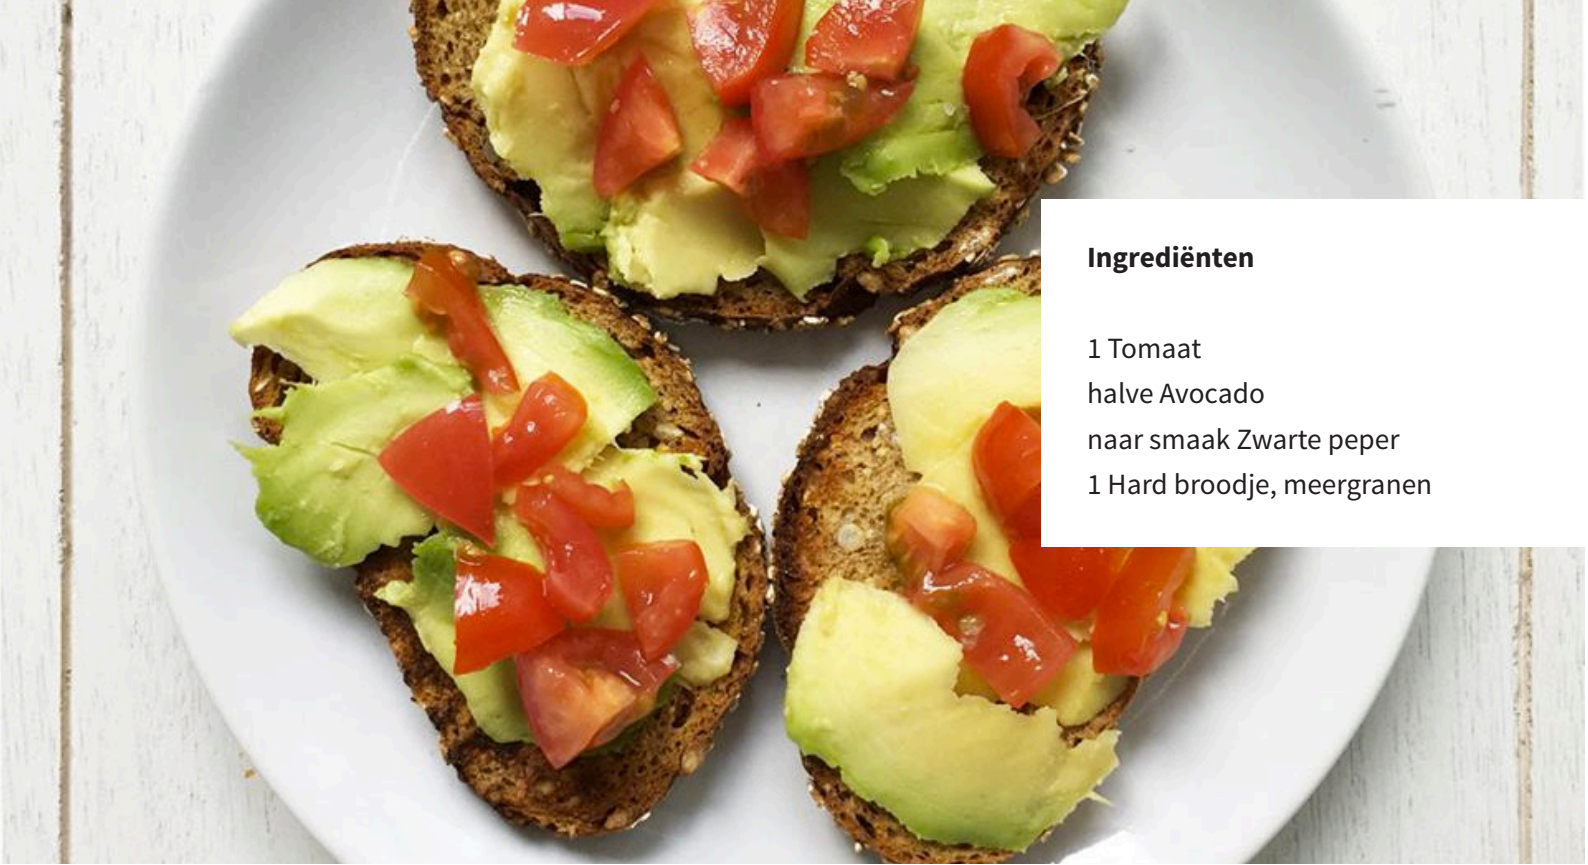 Ingrediënten
1 Tomaat
halve Avocado
naar smaak Zwarte peper
1 Hard broodje, meergranen